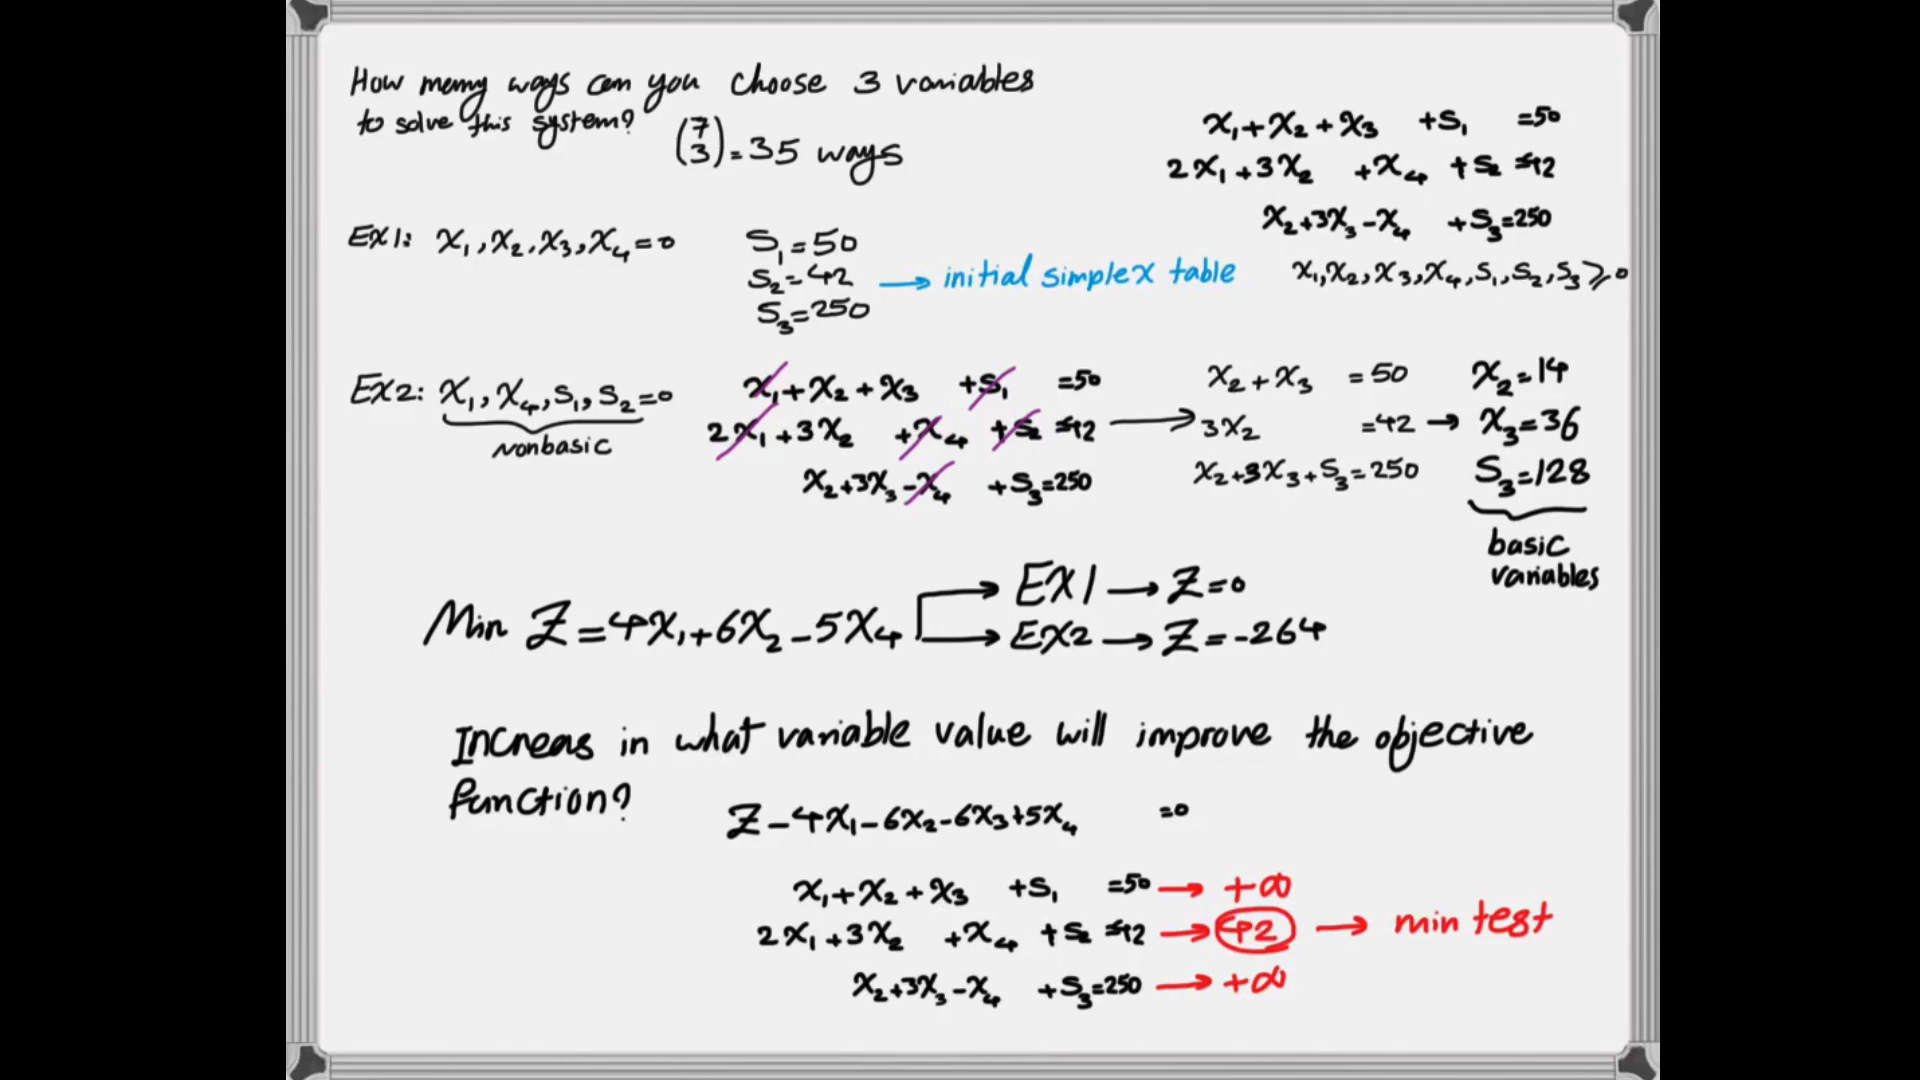 How many ways can you choose 3 variables
to solve this system?
(7 3) = 35 ways
x₁ + x₂ + x₃ + s₁ = 50
2x₁ + 3x₂ + x₄ + s₂ = 42
x₂ + 3x₃ - x₄ + s₃ = 250
x₁, x₂, x₃, x₄, s₁, s₂, s₃ ≥ 0
EX1: x₁, x₂, x₃, x₄ = 0
s₁ = 50
s₂ = 42 → initial simplex table
s₃ = 250
EX2: x₁, x₄, s₁, s₂ = 0
nonbasic
x₁ + x₂ + x₃ + s₁ = 50
2x₁ + 3x₂ + x₄ + s₂ = 42 →
x₂ + 3x₃ - x₄ + s₃ = 250
x₂ + x₃ = 50
3x₂ = 42 →
x₂ + 3x₃ + s₃ = 250
x₂ = 14
x₃ = 36
s₃ = 128
basic
variables
Min Z = 4x₁ + 6x₂ - 5x₄
→ EX1 → Z = 0
→ EX2 → Z = -264
Increas in what variable value will improve the objective
function?
Z - 4x₁ - 6x₂ - 6x₃ + 5x₄ = 0
x₁ + x₂ + x₃ + s₁ = 50 → +∞
2x₁ + 3x₂ + x₄ + s₂ = 42 → 42 → min test
x₂ + 3x₃ - x₄ + s₃ = 250 → +∞